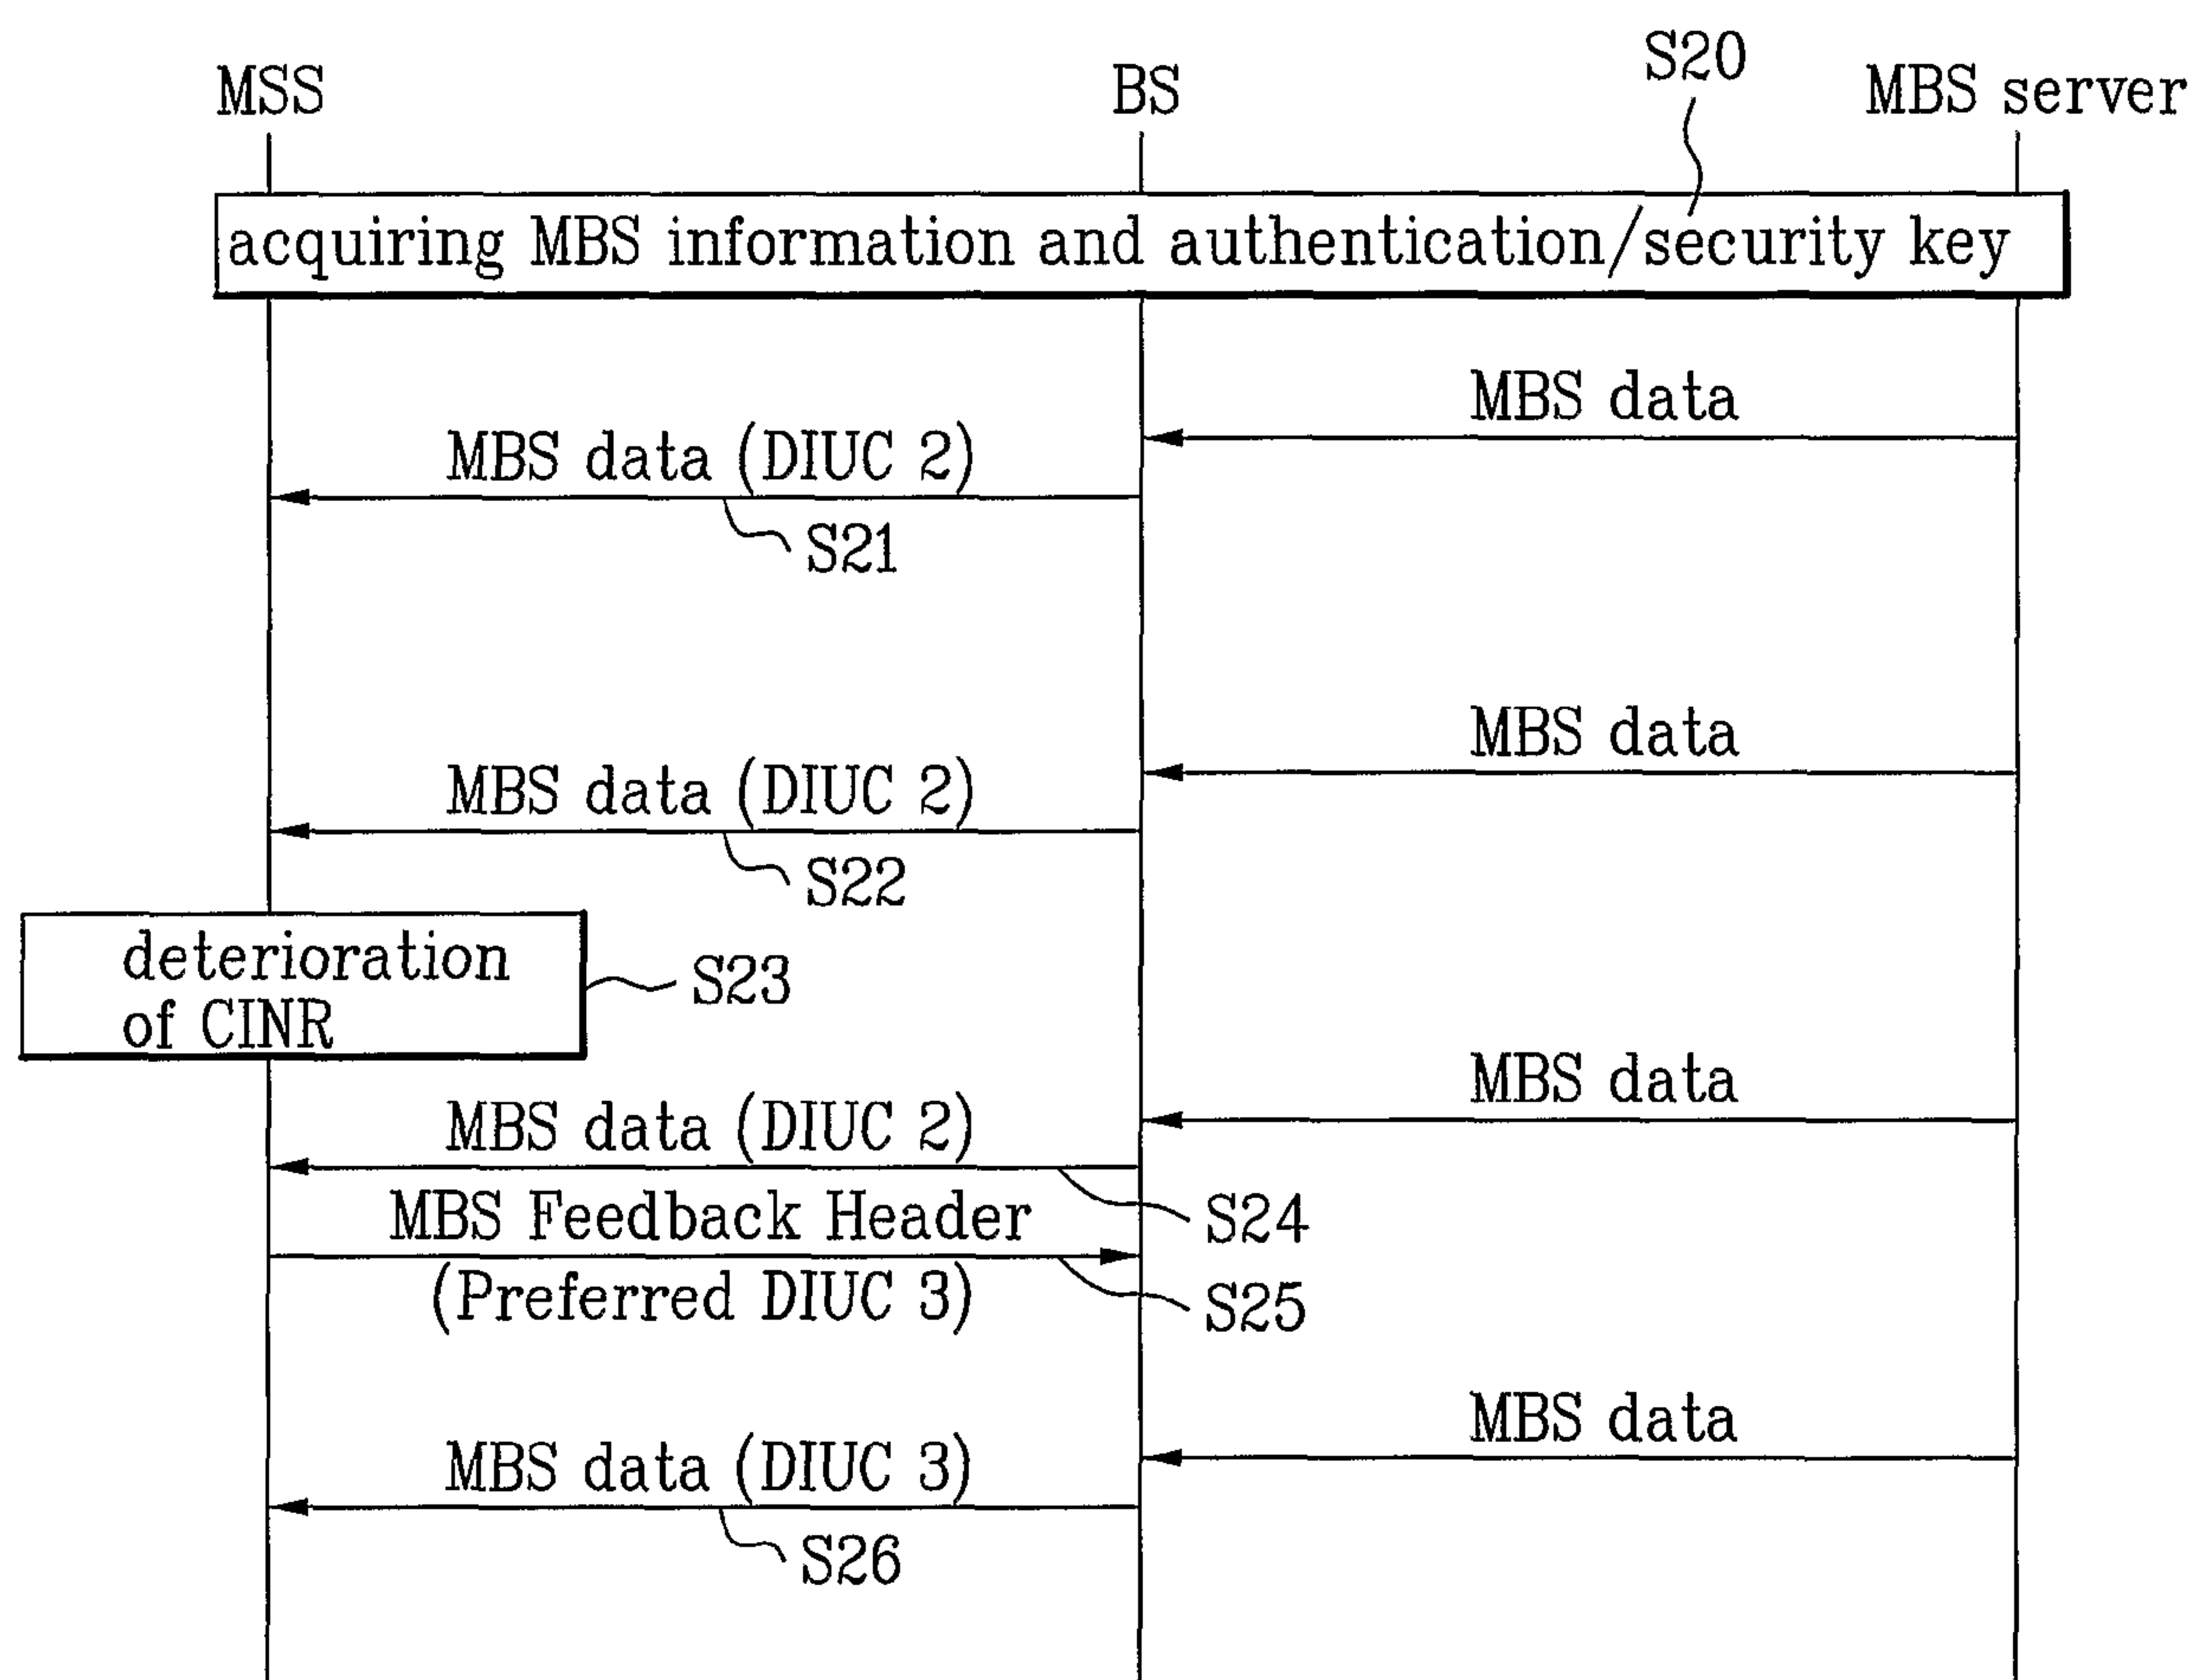 S20
MSS
BS
MBS server
acquiring MBS information and authentication/security key
MBS data
MBS data (DIUC 2)
S21
MBS data
MBS data (DIUC 2)
S22
deterioration
of CINR
S23
MBS data
MBS data (DIUC 2)
S24
MBS Feedback Header
(Preferred DIUC 3)
S25
MBS data
MBS data (DIUC 3)
S26